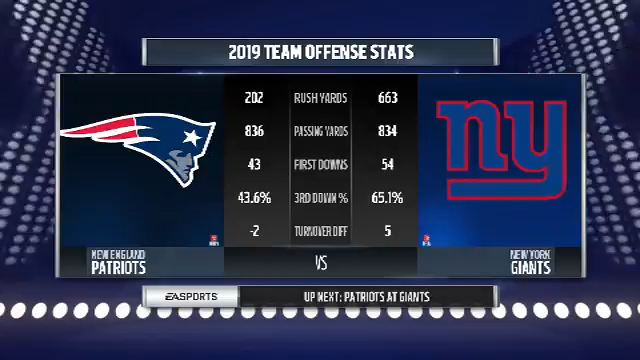 2019 TEAM OFFENSE STATS
202 RUSH YARDS 663
836 PASSING YARDS 834
43 FIRST DOWNS 54
43.6% 3RD DOWN % 65.1%
-2 TURNOVER DIFF 5
ny
NEW ENGLAND
PATRIOTS
VS
NEW YORK
GIANTS
EA SPORTS
UP NEXT: PATRIOTS AT GIANTS